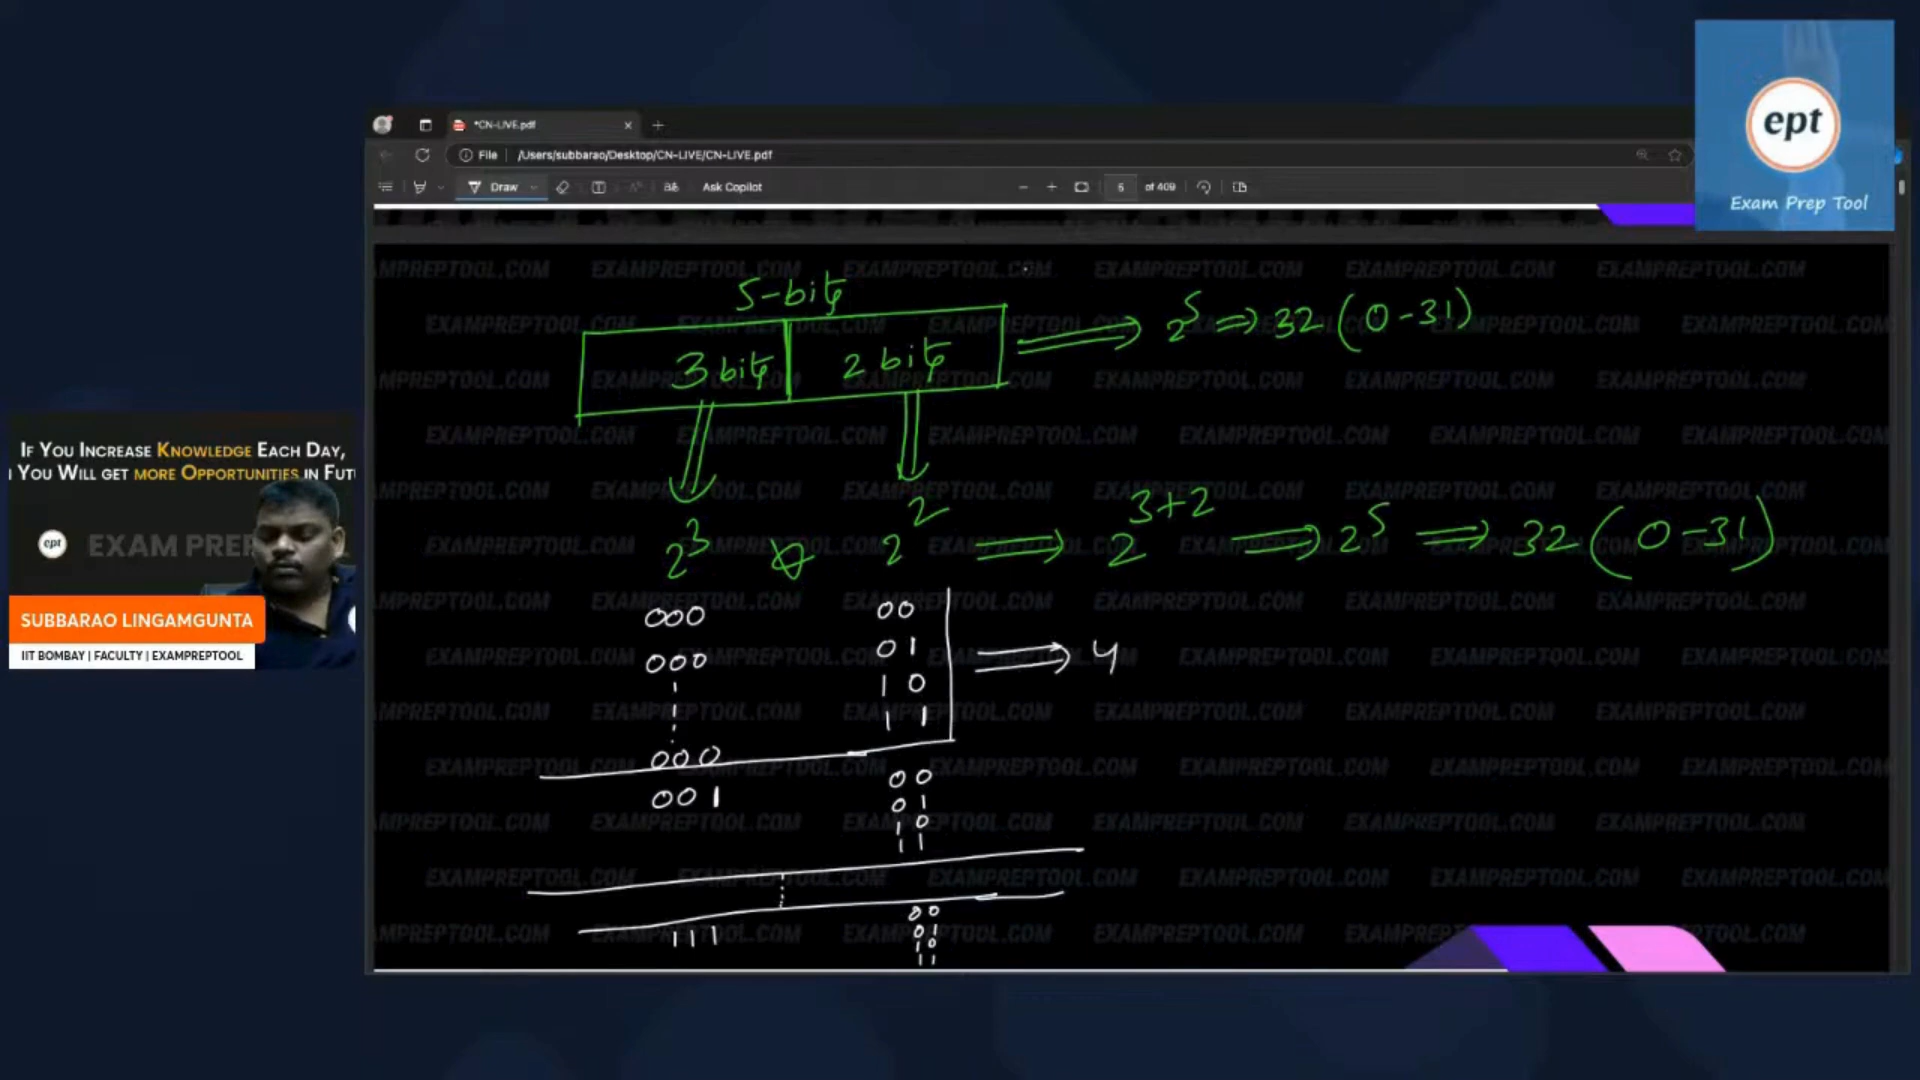 ept
Exam Prep Tool
*CN-LIVE.pdf
File /Users/subbarao/Desktop/CN-LIVE/CN-LIVE.pdf
Draw Ask Copilot 6 of 409
5-bits
3 bits 2 bits ⇒ 2^5 ⇒ 32 (0-31)
2^3 * 2^2 ⇒ 2^3+2 ⇒ 2^5 ⇒ 32 (0-31)
000 00
000 01 ⇒ 4
10
11
000
00
001 01
10
11
00
111 01
10
11
IF YOU INCREASE KNOWLEDGE EACH DAY,
YOU WILL GET MORE OPPORTUNITIES IN FUT
ept EXAM PREP
SUBBARAO LINGAMGUNTA
IIT BOMBAY | FACULTY | EXAMPREPTOOL
EXAMPREPTOOL.COM